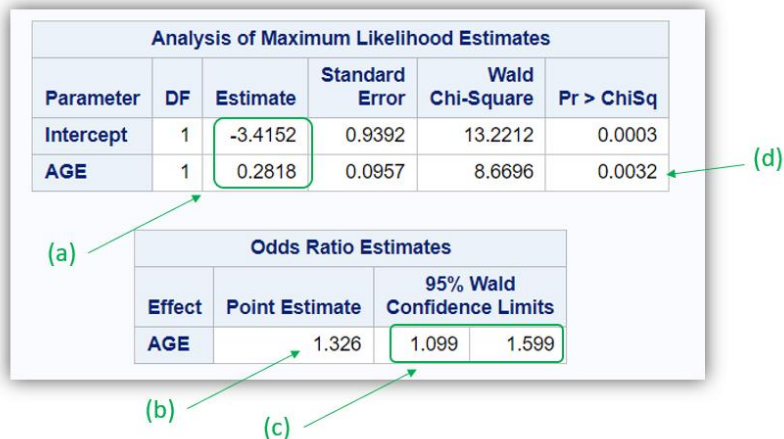 Analysis of Maximum Likelihood Estimates
Parameter DF Estimate Standard Error Wald Chi-Square Pr > ChiSq
Intercept 1 -3.4152 0.9392 13.2212 0.0003
AGE 1 0.2818 0.0957 8.6696 0.0032
(d)
(a)
Odds Ratio Estimates
Effect Point Estimate 95% Wald Confidence Limits
AGE 1.326 1.099 1.599
(b)
(c)